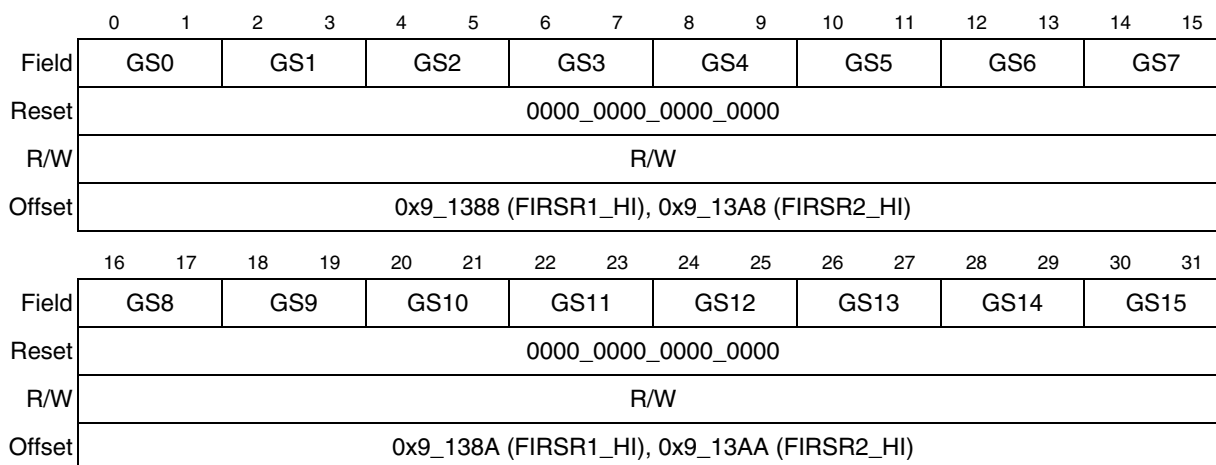 0 1 2 3 4 5 6 7 8 9 10 11 12 13 14 15
Field GS0 GS1 GS2 GS3 GS4 GS5 GS6 GS7
Reset 0000_0000_0000_0000
R/W R/W
Offset 0x9_1388 (FIRSR1_HI), 0x9_13A8 (FIRSR2_HI)
16 17 18 19 20 21 22 23 24 25 26 27 28 29 30 31
Field GS8 GS9 GS10 GS11 GS12 GS13 GS14 GS15
Reset 0000_0000_0000_0000
R/W R/W
Offset 0x9_138A (FIRSR1_HI), 0x9_13AA (FIRSR2_HI)